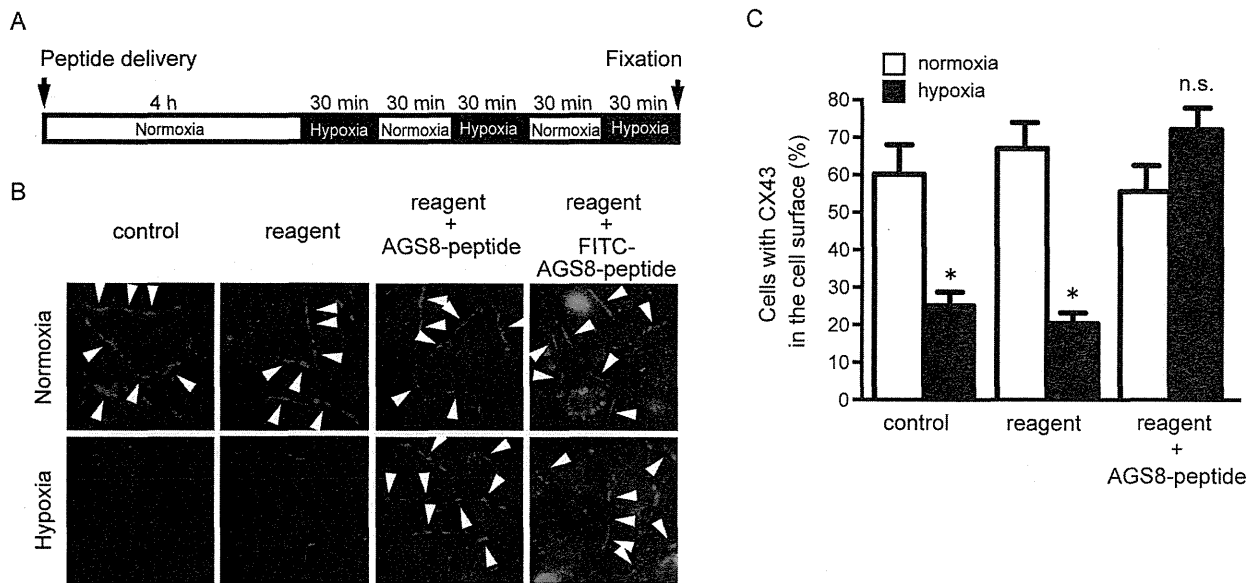 A
Peptide delivery
Fixation
4 h
30 min
30 min
30 min
30 min
30 min
Normoxia
Hypoxia
Normoxia
Hypoxia
Normoxia
Hypoxia
B
control
reagent
reagent
+
AGS8-peptide
reagent
+
FITC-
AGS8-peptide
Normoxia
Hypoxia
C
normoxia
hypoxia
n.s.
Cells with CX43
in the cell surface (%)
80
70
60
50
40
30
20
10
0
*
*
control
reagent
reagent
+
AGS8-peptide